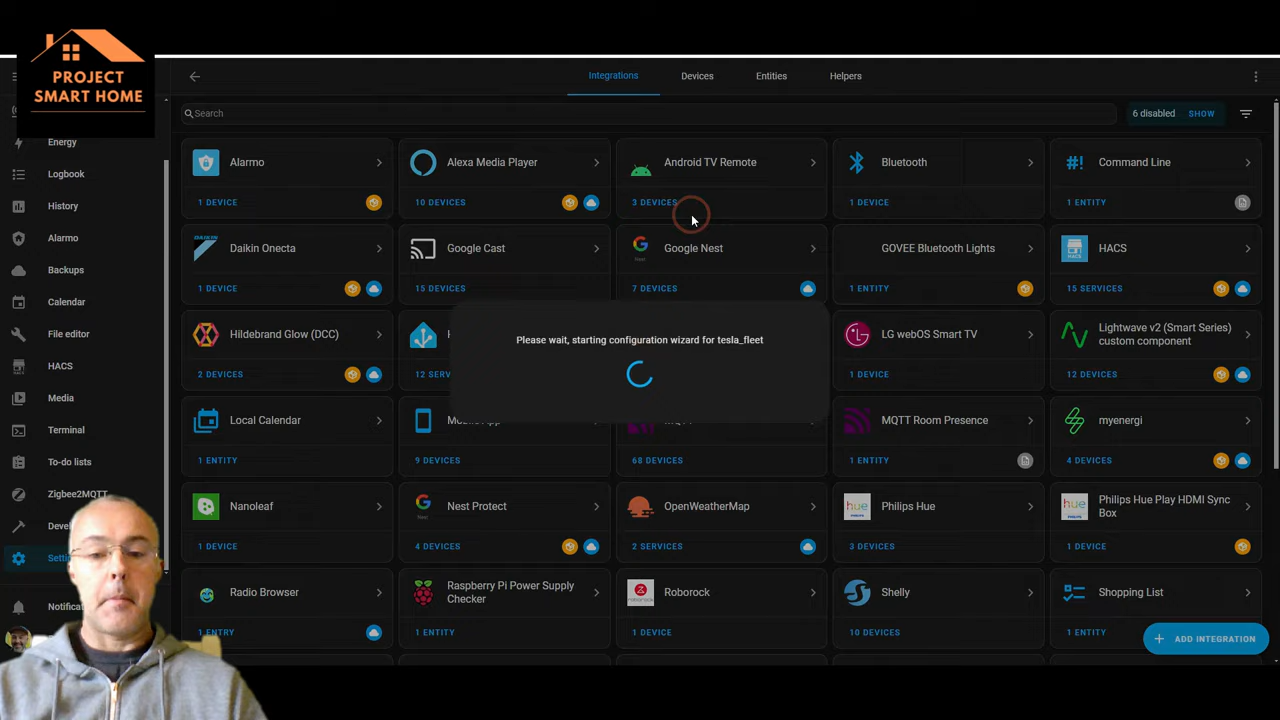 PROJECT
SMART HOME
Integrations
Devices
Entities
Helpers
Search
6 disabled
SHOW
Energy
Logbook
History
Alarmo
Backups
Calendar
File editor
HACS
Media
Terminal
To-do lists
Zigbee2MQTT
Alarmo
1 DEVICE
Alexa Media Player
10 DEVICES
Android TV Remote
3 DEVICES
Bluetooth
1 DEVICE
#!
Command Line
1 ENTITY
DAIKIN
Daikin Onecta
1 DEVICE
Google Cast
15 DEVICES
Nest
Google Nest
7 DEVICES
GOVEE Bluetooth Lights
1 ENTITY
HACS
HACS
15 SERVICES
Please wait, starting configuration wizard for tesla_fleet
Hildebrand Glow (DCC)
2 DEVICES
LG webOS Smart TV
1 DEVICE
Lightwave v2 (Smart Series)
custom component
12 DEVICES
Local Calendar
1 ENTITY
9 DEVICES
68 DEVICES
MQTT Room Presence
1 ENTITY
myenergi
4 DEVICES
Nanoleaf
1 DEVICE
Nest
Nest Protect
4 DEVICES
OpenWeatherMap
2 SERVICES
hue
Philips Hue
3 DEVICES
hue
Philips Hue Play HDMI Sync
Box
1 DEVICE
Radio Browser
1 ENTRY
Raspberry Pi Power Supply
Checker
1 ENTITY
Roborock
1 DEVICE
Shelly
10 DEVICES
Shopping List
1 ENTITY
ADD INTEGRATION